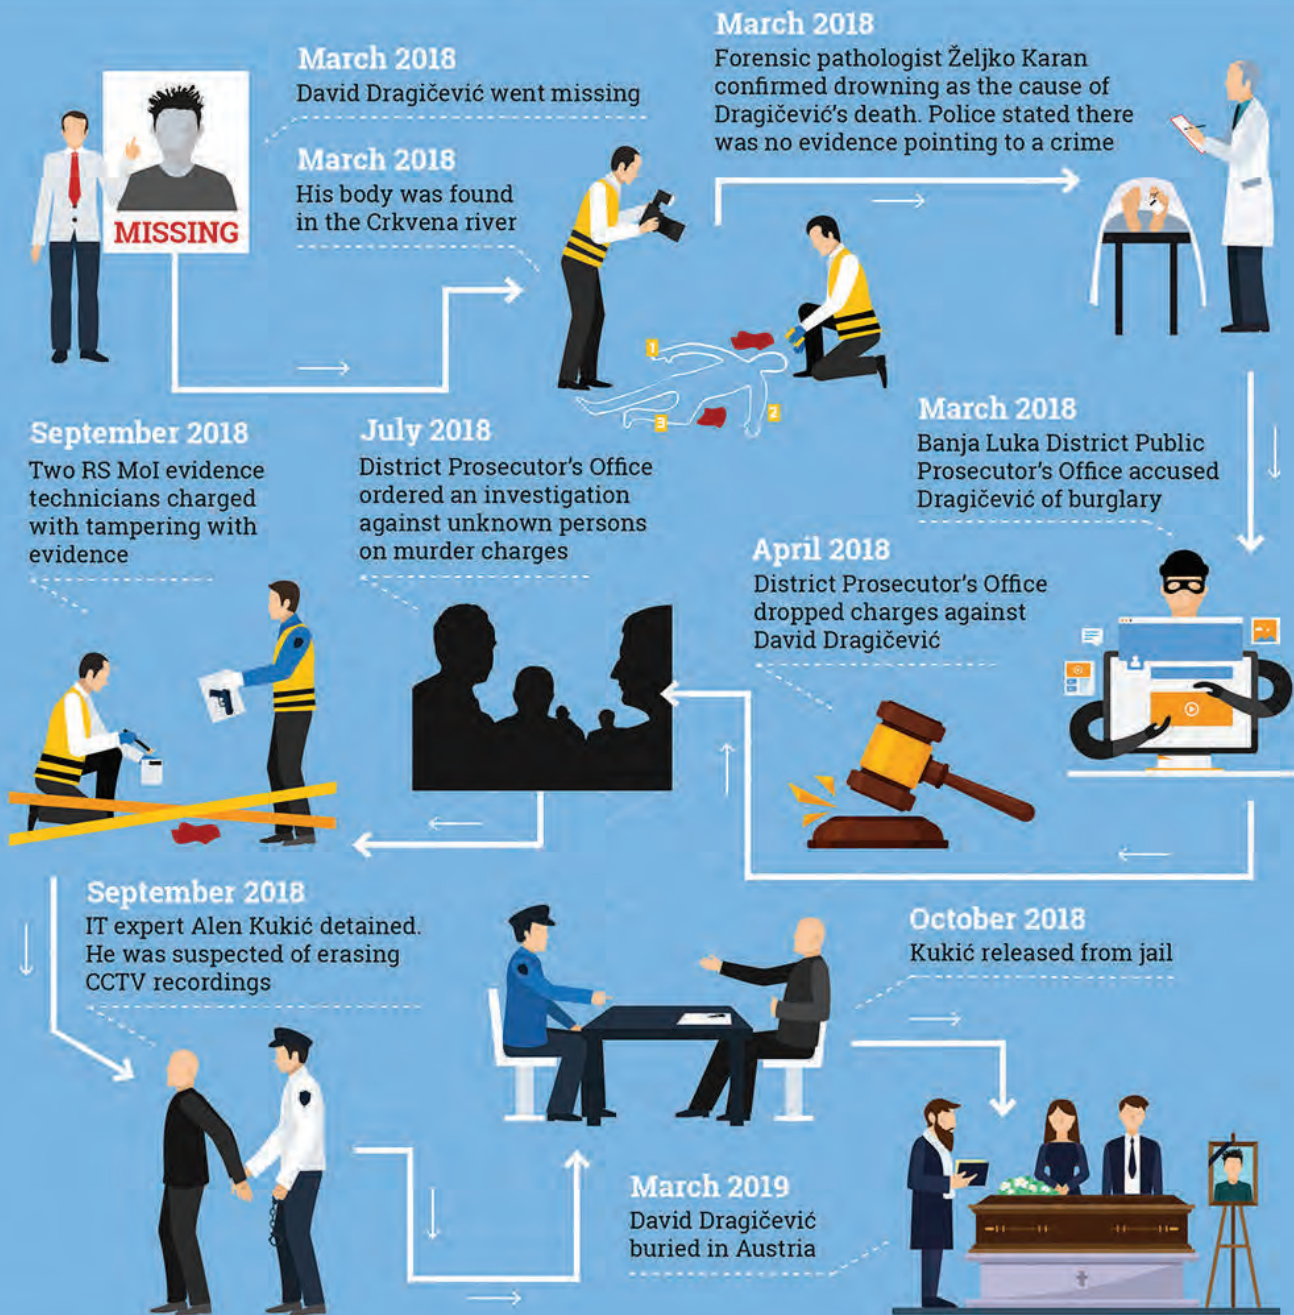 March 2018
David Dragičević went missing
MISSING
March 2018
His body was found
in the Crkvena river
March 2018
Forensic pathologist Željko Karan
confirmed drowning as the cause of
Dragičević's death. Police stated there
was no evidence pointing to a crime
1
2
3
March 2018
Banja Luka District Public
Prosecutor's Office accused
Dragičević of burglary
April 2018
District Prosecutor's Office
dropped charges against
David Dragičević
July 2018
District Prosecutor's Office
ordered an investigation
against unknown persons
on murder charges
September 2018
Two RS MoI evidence
technicians charged
with tampering with
evidence
September 2018
IT expert Alen Kukić detained.
He was suspected of erasing
CCTV recordings
October 2018
Kukić released from jail
March 2019
David Dragičević
buried in Austria